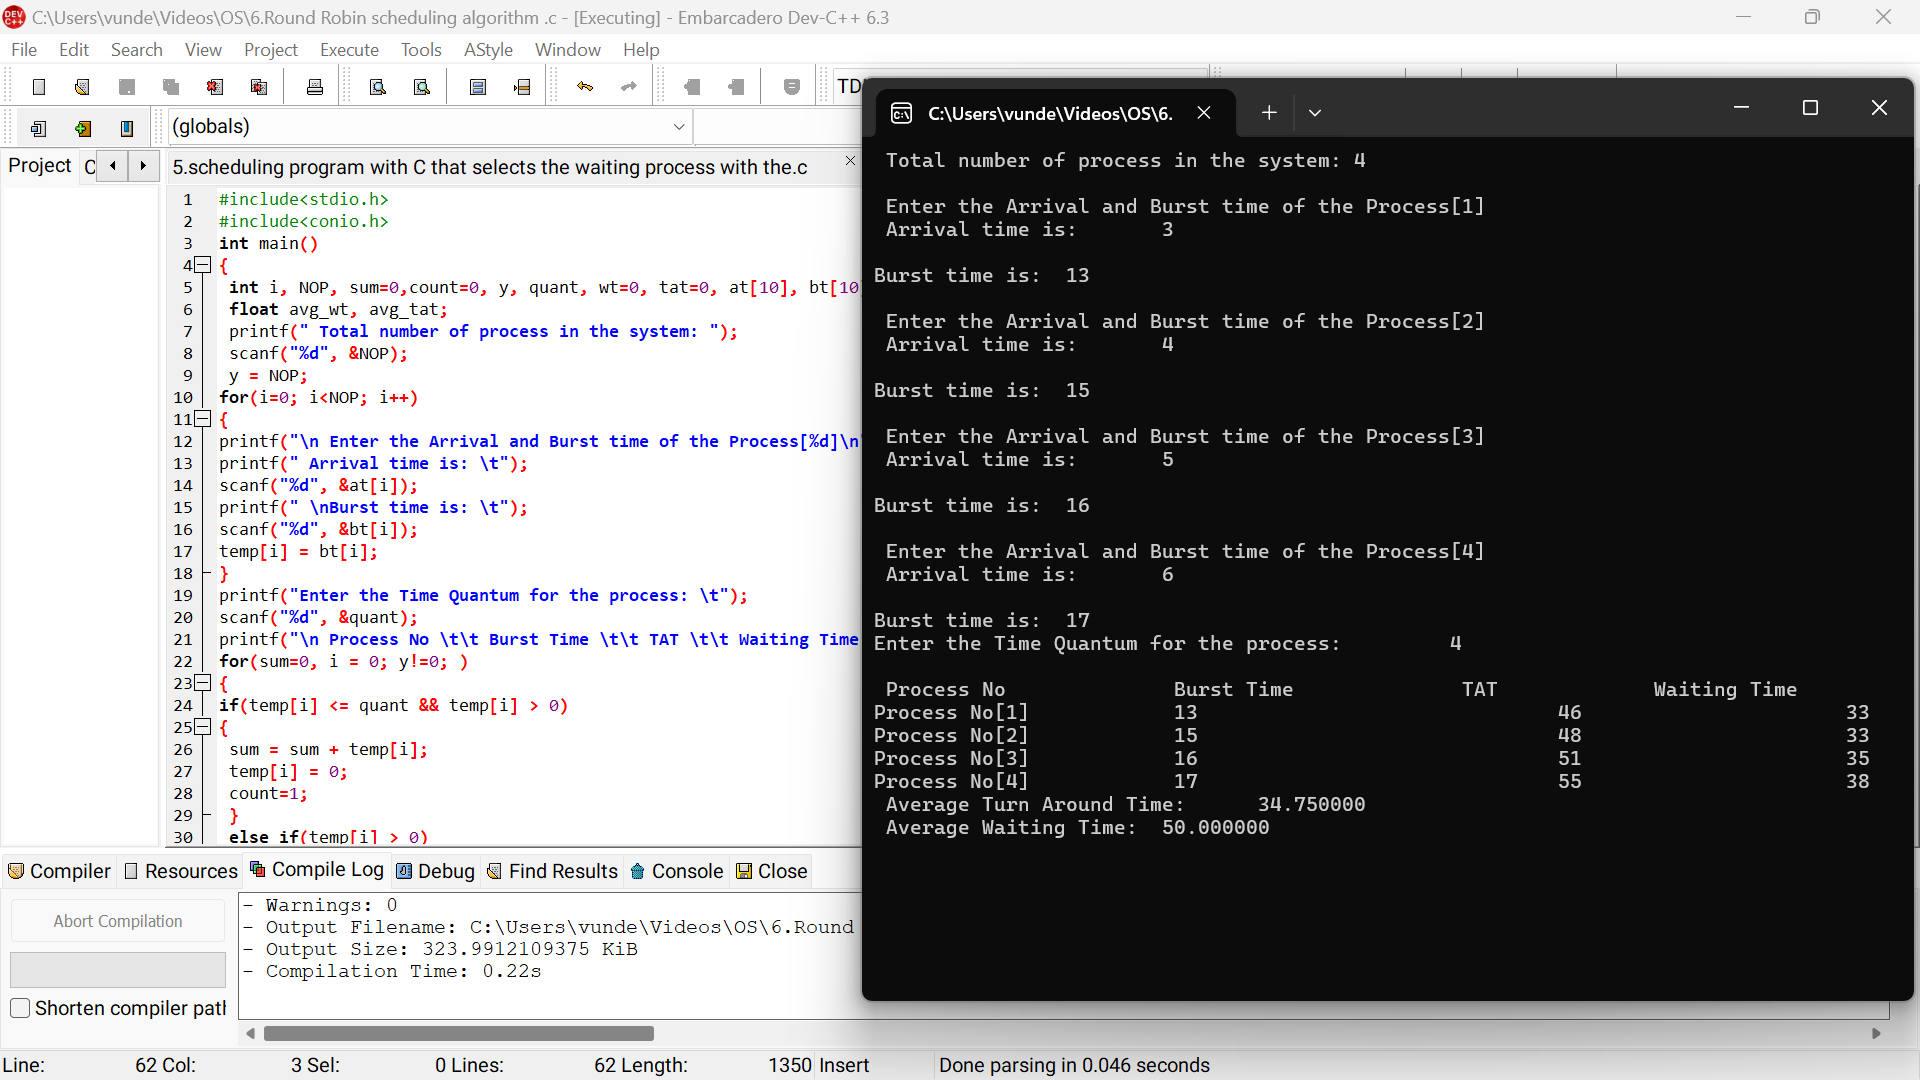 C:\Users\vunde\Videos\OS\6.Round Robin scheduling algorithm .c - [Executing] - Embarcadero Dev-C++ 6.3
File Edit Search View Project Execute Tools AStyle Window Help
(globals)
Project
5.scheduling program with C that selects the waiting process with the.c
1 #include<stdio.h>
2 #include<conio.h>
3 int main()
4 {
5 int i, NOP, sum=0,count=0, y, quant, wt=0, tat=0, at[10], bt[10
6 float avg_wt, avg_tat;
7 printf(" Total number of process in the system: ");
8 scanf("%d", &NOP);
9 y = NOP;
10 for(i=0; i<NOP; i++)
11 {
12 printf("\n Enter the Arrival and Burst time of the Process[%d]\n
13 printf(" Arrival time is: \t");
14 scanf("%d", &at[i]);
15 printf(" \nBurst time is: \t");
16 scanf("%d", &bt[i]);
17 temp[i] = bt[i];
18 }
19 printf("Enter the Time Quantum for the process: \t");
20 scanf("%d", &quant);
21 printf("\n Process No \t\t Burst Time \t\t TAT \t\t Waiting Time
22 for(sum=0, i = 0; y!=0; )
23 {
24 if(temp[i] <= quant && temp[i] > 0)
25 {
26 sum = sum + temp[i];
27 temp[i] = 0;
28 count=1;
29 }
30 else if(temp[i] > 0)
C:\Users\vunde\Videos\OS\6.
Total number of process in the system: 4
Enter the Arrival and Burst time of the Process[1]
Arrival time is: 3
Burst time is: 13
Enter the Arrival and Burst time of the Process[2]
Arrival time is: 4
Burst time is: 15
Enter the Arrival and Burst time of the Process[3]
Arrival time is: 5
Burst time is: 16
Enter the Arrival and Burst time of the Process[4]
Arrival time is: 6
Burst time is: 17
Enter the Time Quantum for the process: 4
Process No Burst Time TAT Waiting Time
Process No[1] 13 46 33
Process No[2] 15 48 33
Process No[3] 16 51 35
Process No[4] 17 55 38
Average Turn Around Time: 34.750000
Average Waiting Time: 50.000000
Compiler Resources Compile Log Debug Find Results Console Close
Abort Compilation
Shorten compiler path
- Warnings: 0
- Output Filename: C:\Users\vunde\Videos\OS\6.Round
- Output Size: 323.9912109375 KiB
- Compilation Time: 0.22s
Line: 62 Col: 3 Sel: 0 Lines: 62 Length: 1350 Insert Done parsing in 0.046 seconds